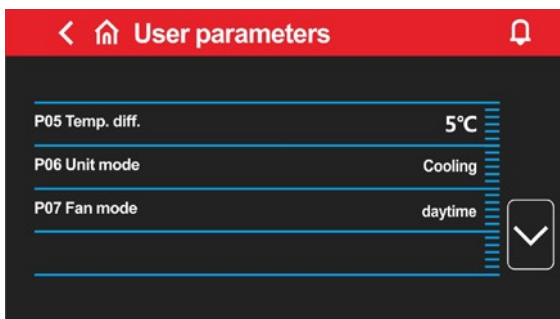 User parameters
P05 Temp. diff. 5℃
P06 Unit mode Cooling
P07 Fan mode daytime